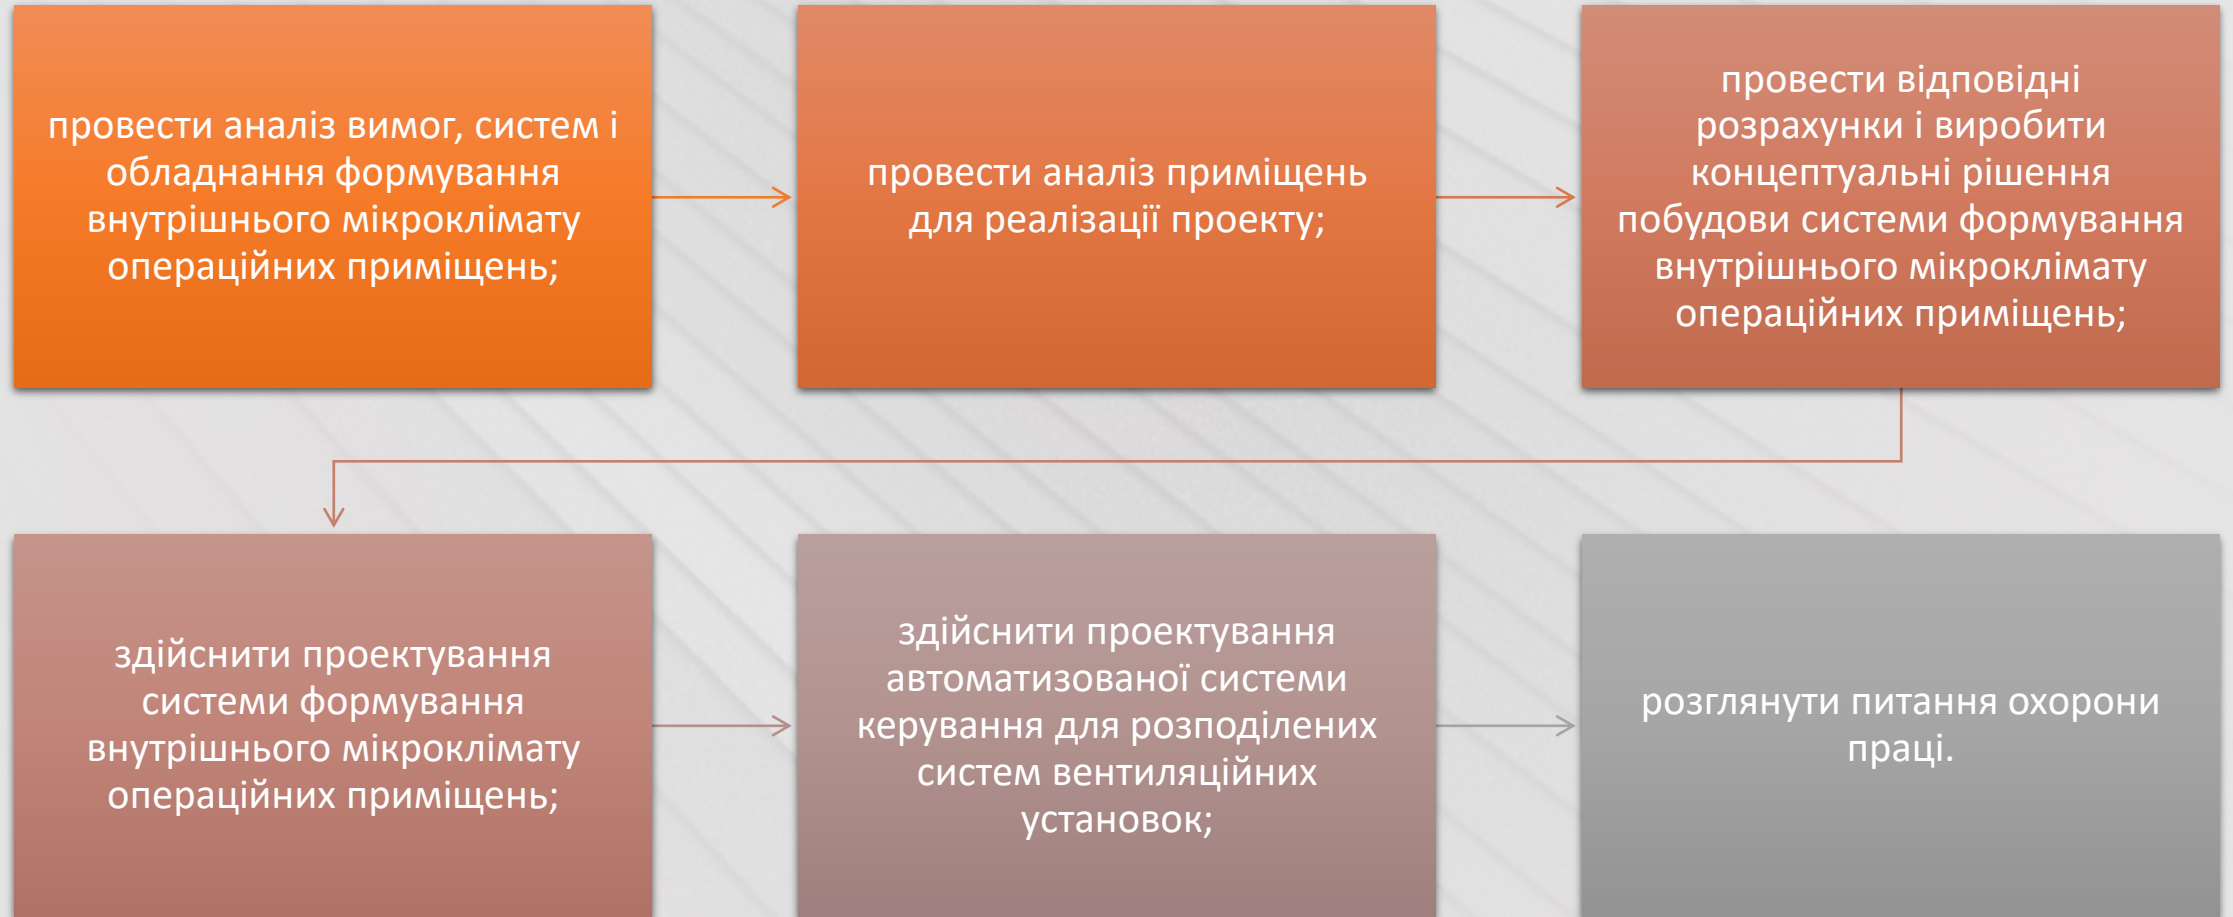 провести аналіз вимог, систем і
обладнання формування
внутрішнього мікроклімату
операційних приміщень;
провести аналіз приміщень
для реалізації проекту;
провести відповідні
розрахунки і виробити
концептуальні рішення
побудови системи формування
внутрішнього мікроклімату
операційних приміщень;
здійснити проектування
системи формування
внутрішнього мікроклімату
операційних приміщень;
здійснити проектування
автоматизованої системи
керування для розподілених
систем вентиляційних
установок;
розглянути питання охорони
праці.